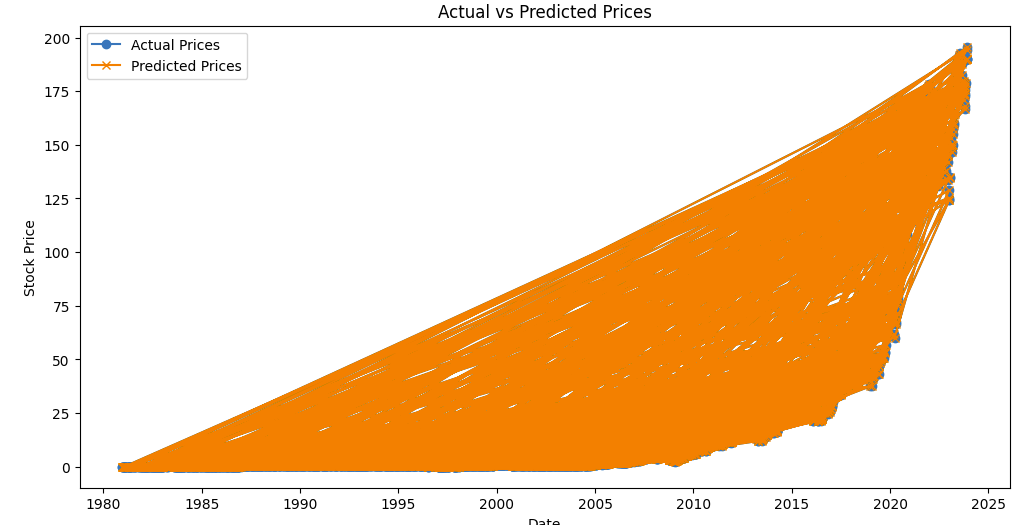 Actual vs Predicted Prices
Actual Prices
Predicted Prices
200
175
150
125
100
75
50
25
0
Stock Price
1980 1985 1990 1995 2000 2005 2010 2015 2020 2025
Date